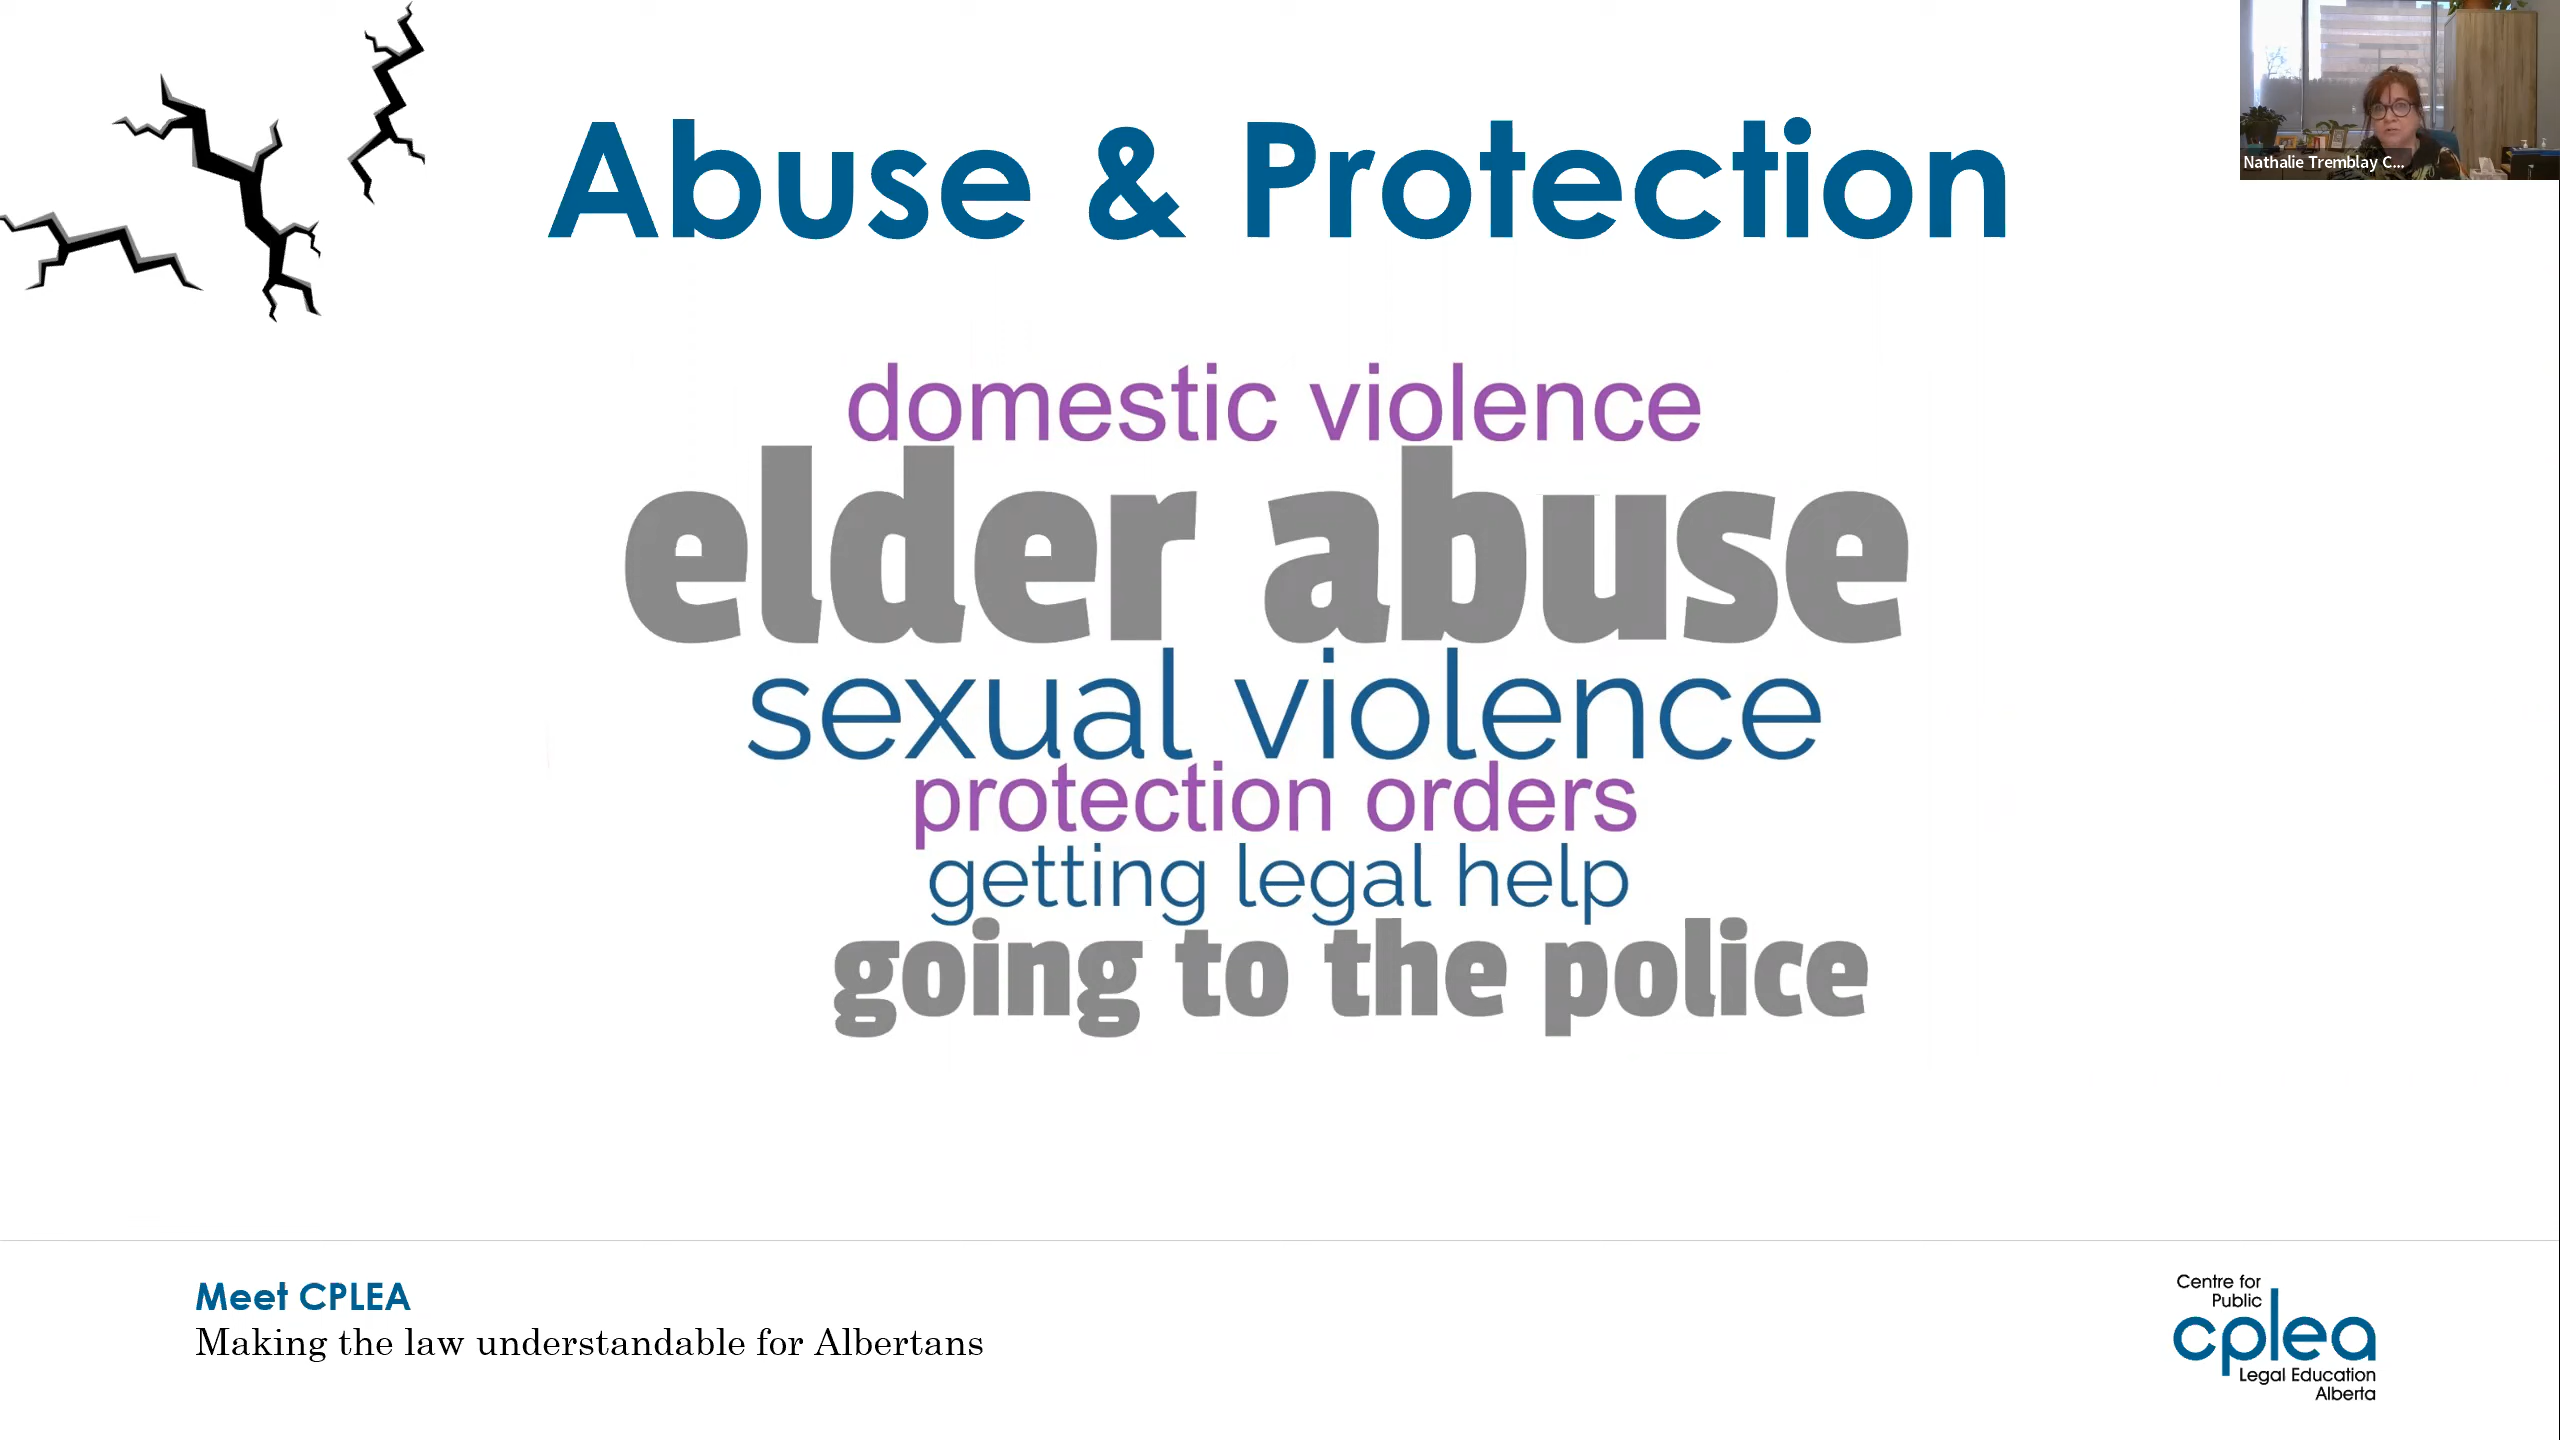 Abuse & Protection
Nathalie Tremblay C...
domestic violence
elder abuse
sexual violence
protection orders
getting legal help
going to the police
Meet CPLEA
Making the law understandable for Albertans
Centre for
Public
cplea
Legal Education
Alberta